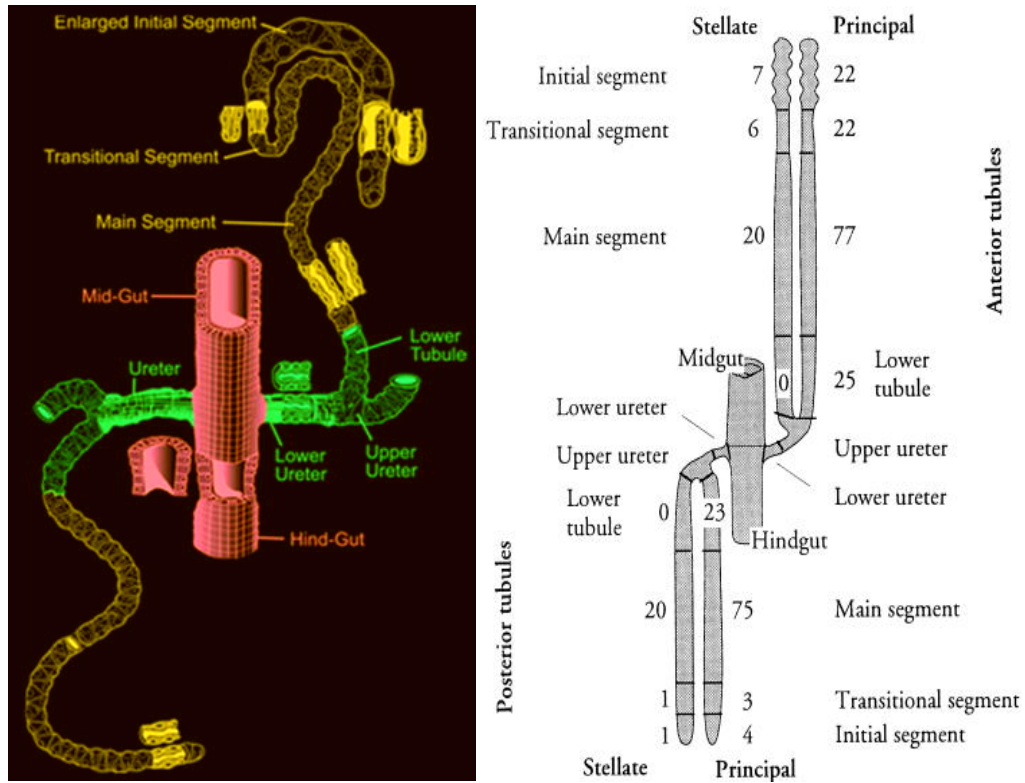 Enlarged Initial Segment
Transitional Segment
Main Segment
Mid-Gut
Lower
Tubule
Ureter
Lower
Ureter
Upper
Ureter
Hind-Gut
Stellate Principal
Initial segment 7 22
Transitional segment 6 22
Main segment 20 77
Anterior tubules
Midgut 0 25 Lower
tubule
Lower ureter
Upper ureter Upper ureter
Lower ureter
Lower
tubule 0 23
Hindgut
Posterior tubules
20 75 Main segment
1 3 Transitional segment
1 4 Initial segment
Stellate Principal